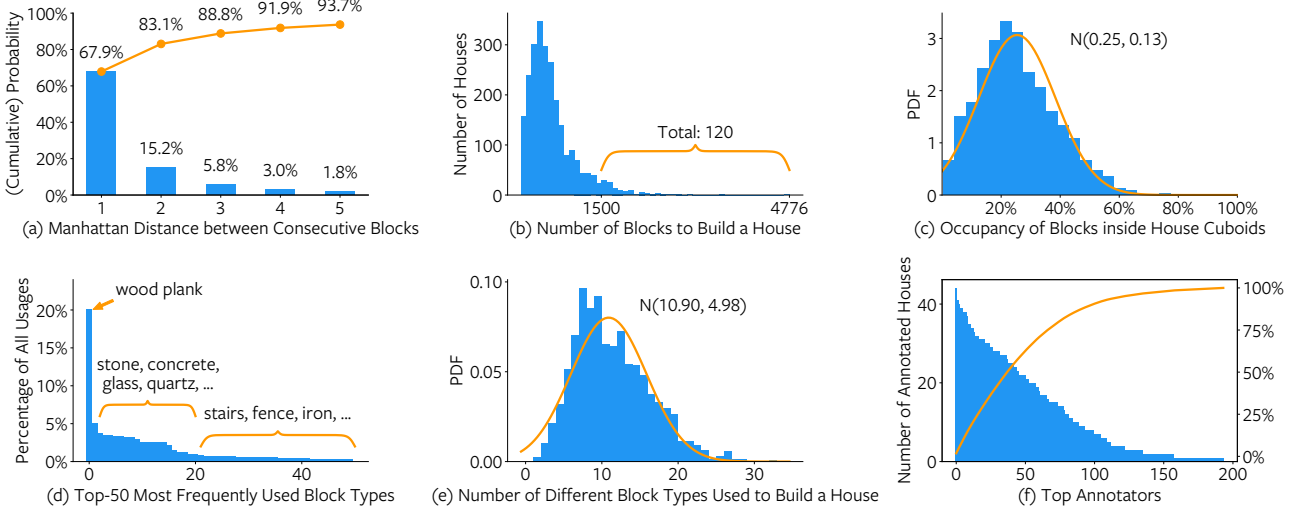 (Cumulative) Probability
100%
80%
60%
40%
20%
0%
67.9%
83.1%
88.8%
91.9%
93.7%
15.2%
5.8%
3.0%
1.8%
1 2 3 4 5
(a) Manhattan Distance between Consecutive Blocks
Number of Houses
300
200
100
0
Total: 120
1500 4776
(b) Number of Blocks to Build a House
PDF
3
2
1
0
N(0.25, 0.13)
20% 40% 60% 80% 100%
(c) Occupancy of Blocks inside House Cuboids
Percentage of All Usages
20%
15%
10%
5%
0%
wood plank
stone, concrete,
glass, quartz, ...
stairs, fence, iron, ...
0 20 40
(d) Top-50 Most Frequently Used Block Types
PDF
0.10
0.05
0.00
N(10.90, 4.98)
0 10 20 30
(e) Number of Different Block Types Used to Build a House
Number of Annotated Houses
40
20
0
100%
75%
50%
25%
0%
0 50 100 150 200
(f) Top Annotators